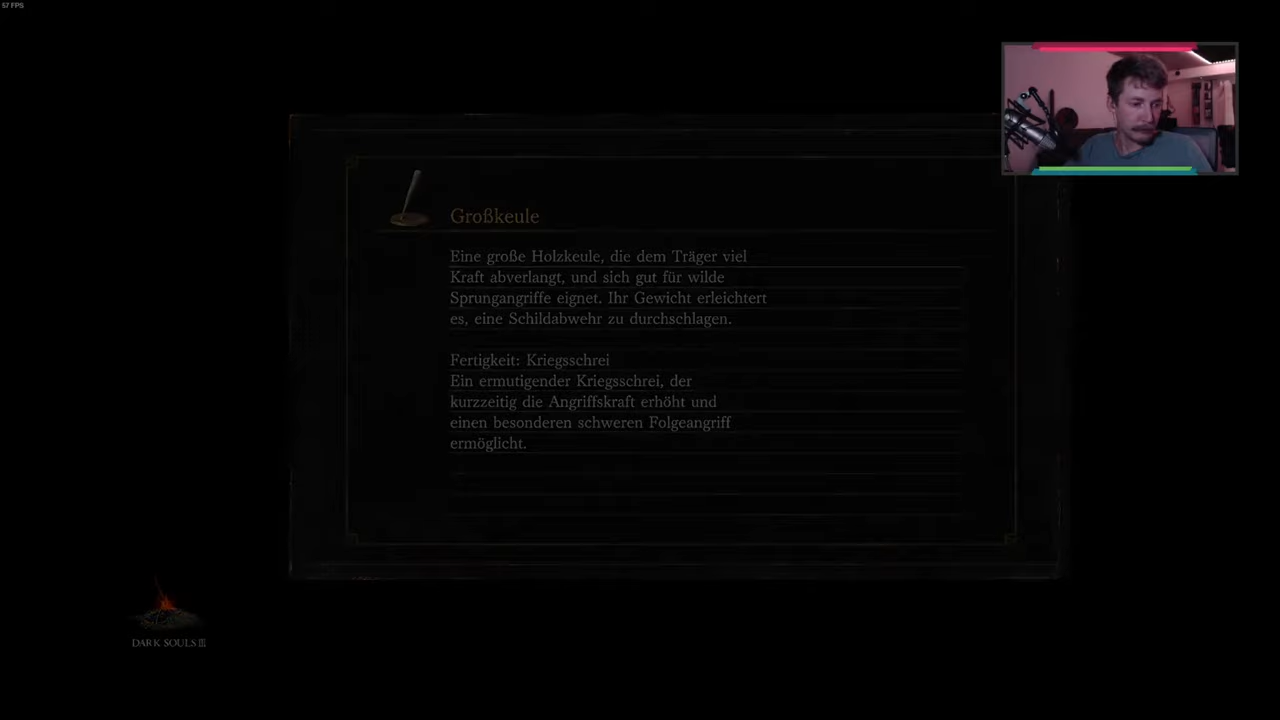 57 FPS
Großkeule
Eine große Holzkeule, die dem Träger viel
Kraft abverlangt, und sich gut für wilde
Sprungangriffe eignet. Ihr Gewicht erleichtert
es, eine Schildabwehr zu durchschlagen.
Fertigkeit: Kriegsschrei
Ein ermutigender Kriegsschrei, der
kurzzeitig die Angriffskraft erhöht und
einen besonderen schweren Folgeangriff
ermöglicht.
DARK SOULS III